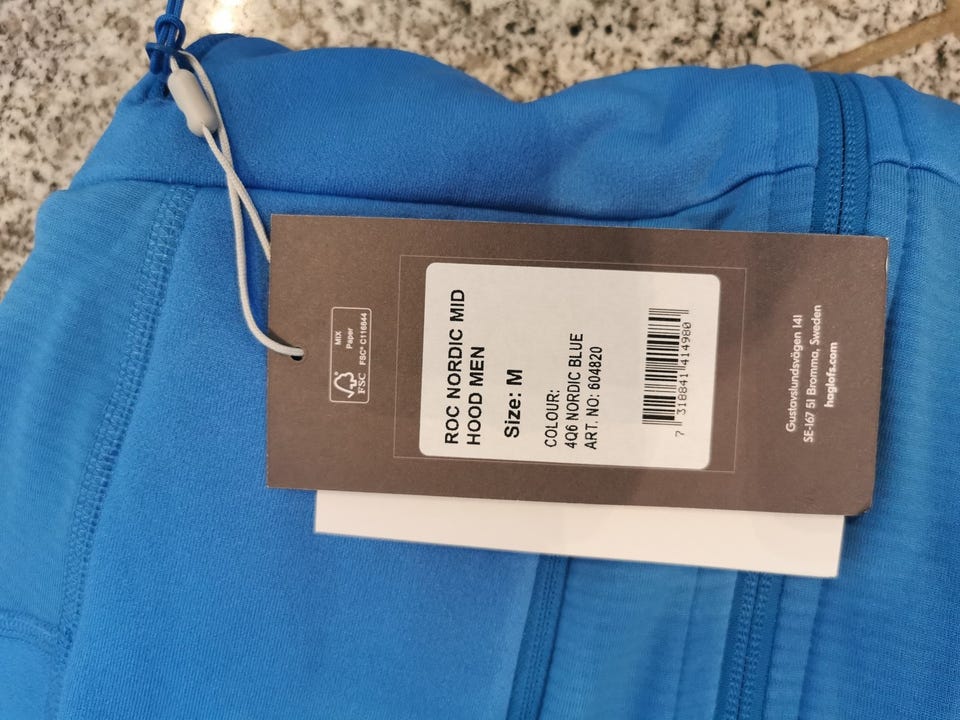 MIX
Paper
FSC® C116644
FSC
ROC NORDIC MID
HOOD MEN
Size: M
COLOUR:
4Q6 NORDIC BLUE
ART. NO: 604820
7 318841 414980
Gustavslundsvägen 141
SE-167 51 Bromma, Sweden
haglofs.com